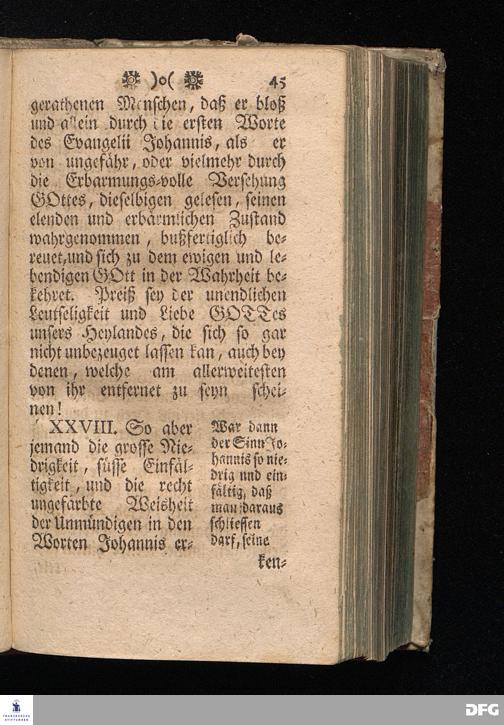 )o( 45
gerathenen Menschen, daß er bloß
und allein durch die ersten Worte
des Evangelii Johannis, als er
von ungefähr, oder vielmehr durch
die Erbarmungs-volle Versehung
GOttes, dieselbigen gelesen, seinen
elenden und erbärmlichen Zustand
wahrgenommen, bußfertiglich be-
reuet, und sich zu dem ewigen und le-
bendigen GOtt in der Wahrheit be-
kehret. Preiß sey der unendlichen
Leutseligkeit und Liebe GOTTes
unsers Heylandes, die sich so gar
nicht unbezeuget lassen kan, auch bey
denen, welche am allerweitesten
von ihr entfernet zu seyn schei-
nen!
XXVIII. So aber
jemand die grosse Nie-
drigkeit, süsse Einfäl-
tigkeit, und die recht
ungefärbte Weisheit
der Unmündigen in den
Worten Johannis er-
War dann
der Sinn Jo-
hannis so nie-
drig und ein-
fältig, daß
man daraus
schliessen
darf, seine
ken-
FRANCKESCHE
STIFTUNGEN
DFG